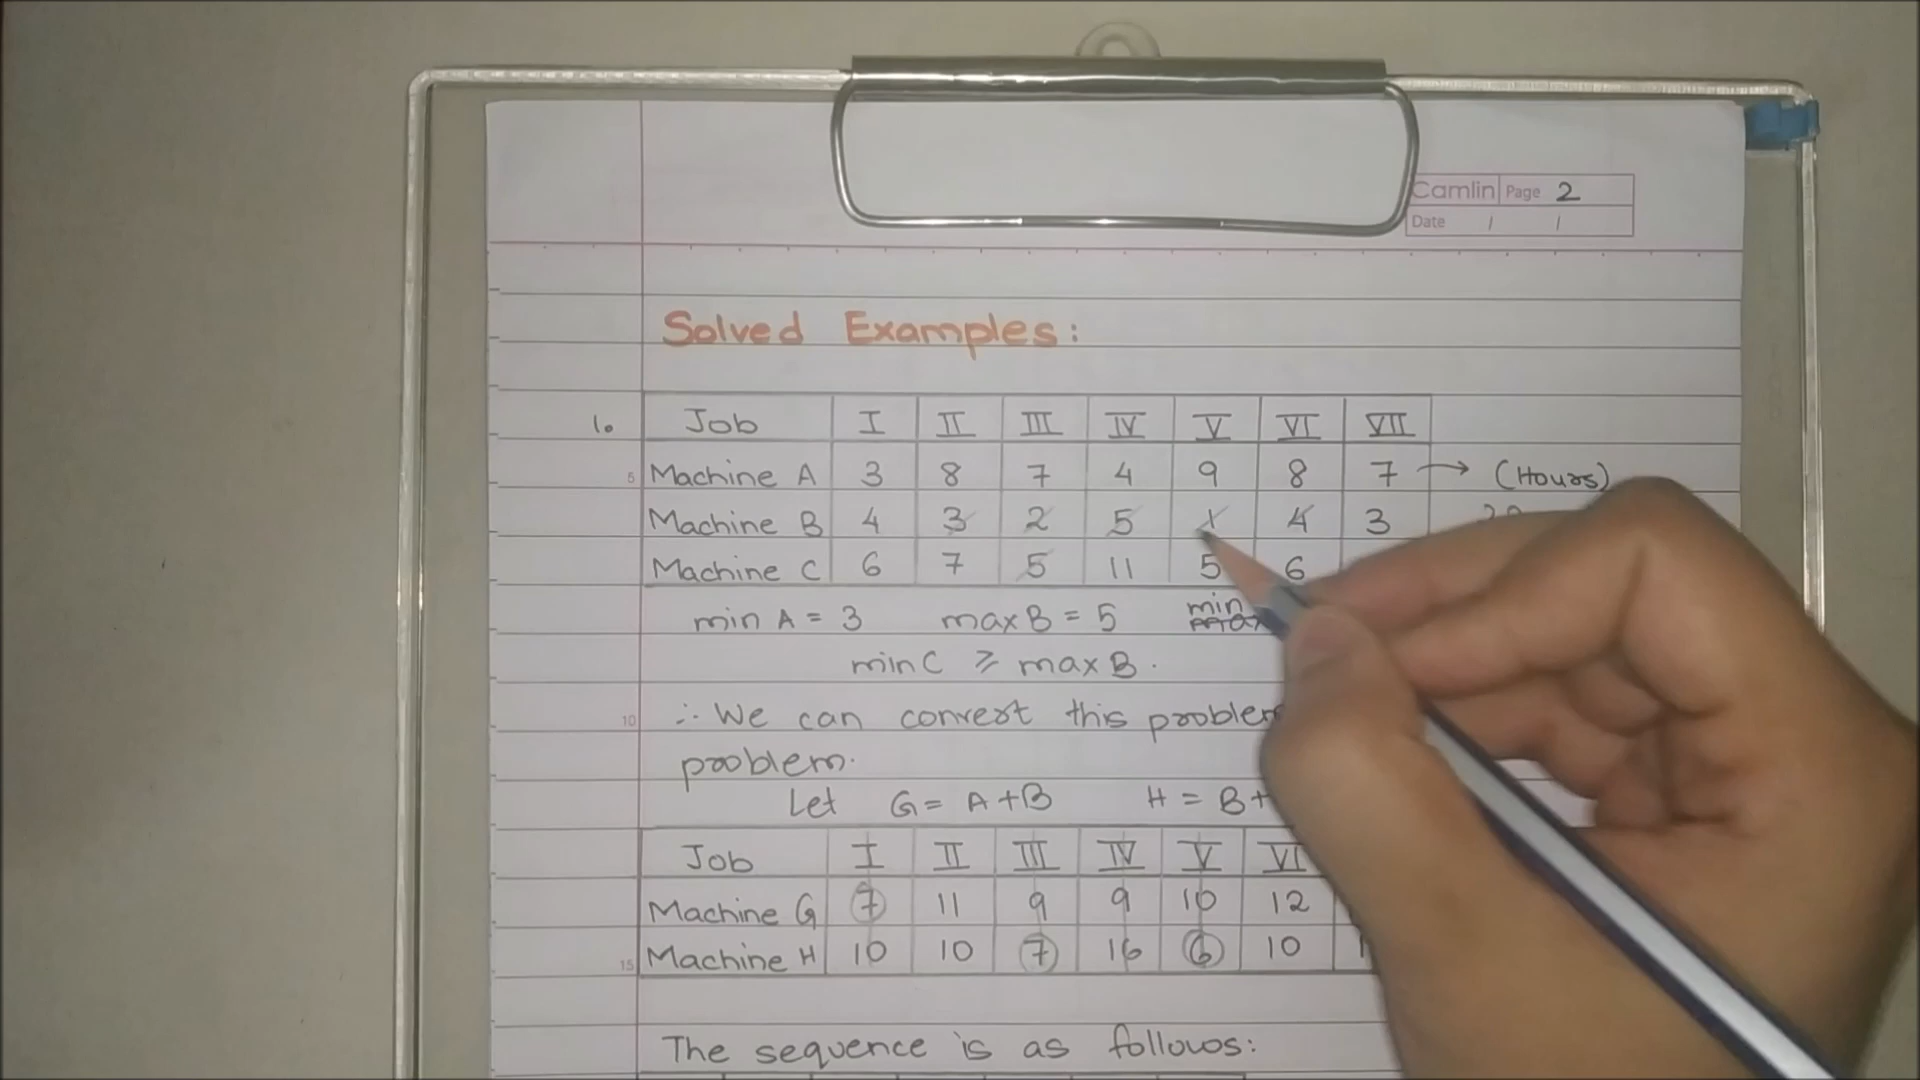 Camlin Page 2
Date / /
Solved Examples:
1. Job I II III IV V VI VII
5 Machine A 3 8 7 4 9 8 7 → (Hours)
Machine B 4 3 2 5 1 4 3
Machine C 6 7 5 11 5 6
min A = 3 max B = 5 min
min C ≥ max B.
10 ∴ We can convert this problem
problem.
Let G = A + B H = B +
Job I II III IV V VI
Machine G 7 11 9 9 10 12
15 Machine H 10 10 7 16 6 10
The sequence is as follows: